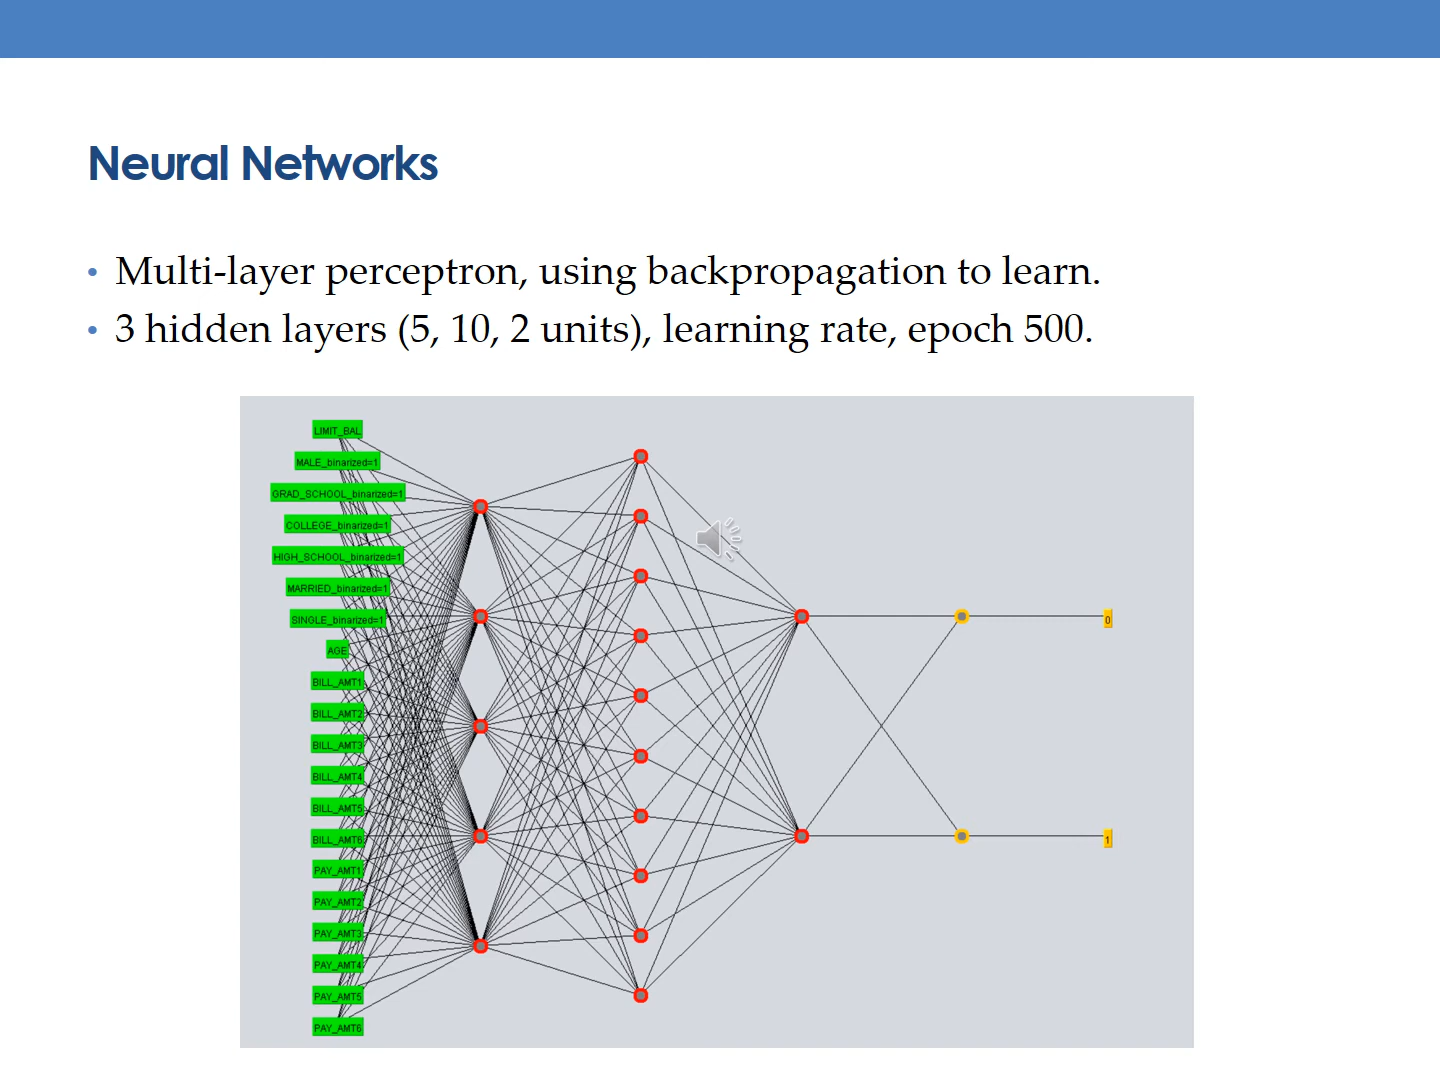 Neural Networks
• Multi-layer perceptron, using backpropagation to learn.
• 3 hidden layers (5, 10, 2 units), learning rate, epoch 500.
LIMIT_BAL
MALE_binarized=1
GRAD_SCHOOL_binarized=1
COLLEGE_binarized=1
HIGH_SCHOOL_binarized=1
MARRIED_binarized=1
SINGLE_binarized=1
AGE
BILL_AMT1
BILL_AMT2
BILL_AMT3
BILL_AMT4
BILL_AMT5
BILL_AMT6
PAY_AMT1
PAY_AMT2
PAY_AMT3
PAY_AMT4
PAY_AMT5
PAY_AMT6
0
1